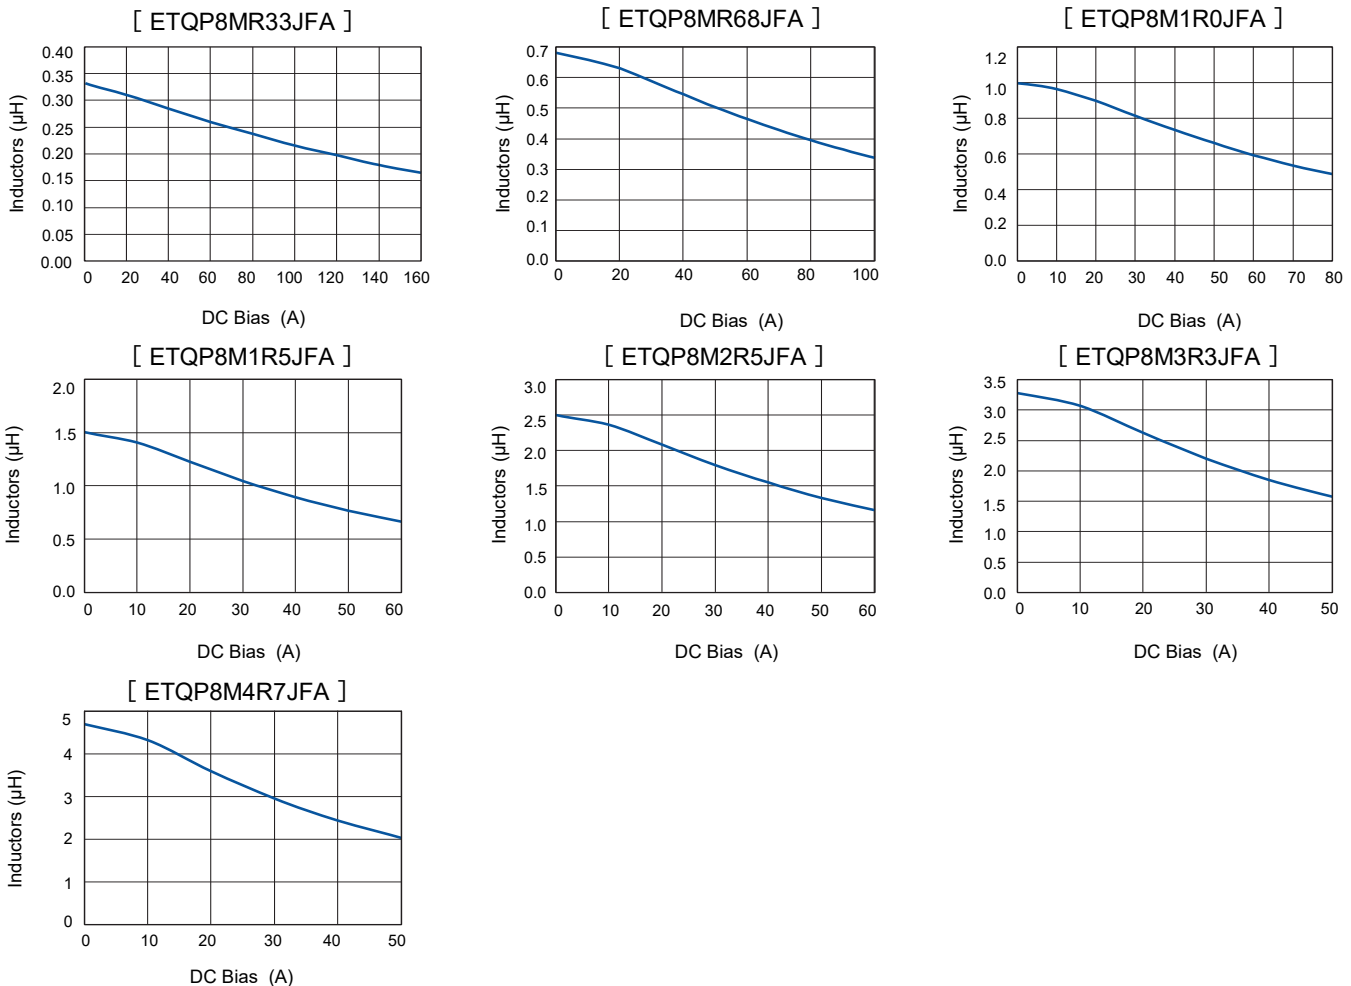 [ ETQP8MR33JFA ]
Inductors (μH)
0.40
0.35
0.30
0.25
0.20
0.15
0.10
0.05
0.00
0 20 40 60 80 100 120 140 160
DC Bias (A)
[ ETQP8MR68JFA ]
Inductors (μH)
0.7
0.6
0.5
0.4
0.3
0.2
0.1
0.0
0 20 40 60 80 100
DC Bias (A)
[ ETQP8M1R0JFA ]
Inductors (μH)
1.2
1.0
0.8
0.6
0.4
0.2
0.0
0 10 20 30 40 50 60 70 80
DC Bias (A)
[ ETQP8M1R5JFA ]
Inductors (μH)
2.0
1.5
1.0
0.5
0.0
0 10 20 30 40 50 60
DC Bias (A)
[ ETQP8M2R5JFA ]
Inductors (μH)
3.0
2.5
2.0
1.5
1.0
0.5
0.0
0 10 20 30 40 50 60
DC Bias (A)
[ ETQP8M3R3JFA ]
Inductors (μH)
3.5
3.0
2.5
2.0
1.5
1.0
0.5
0.0
0 10 20 30 40 50
DC Bias (A)
[ ETQP8M4R7JFA ]
Inductors (μH)
5
4
3
2
1
0
0 10 20 30 40 50
DC Bias (A)